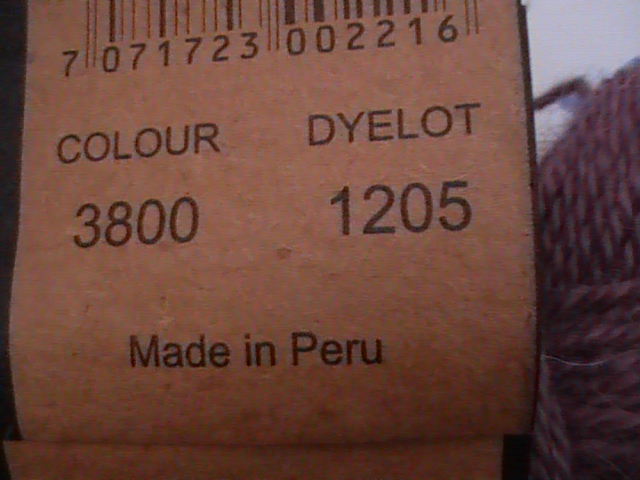 7 071723 002216
COLOUR DYELOT
3800 1205
Made in Peru